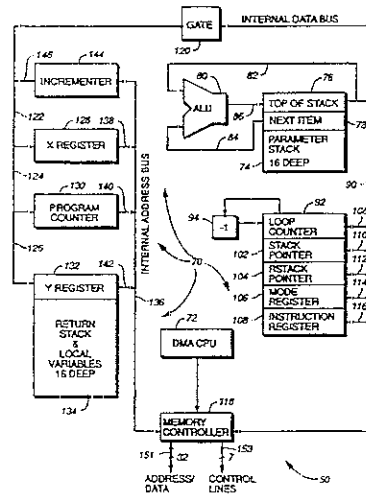 GATE
INTERNAL DATA BUS
120
146
144
INCREMENTER
122
128
138
X REGISTER
124
130
140
PROGRAM COUNTER
126
132
142
Y REGISTER
136
RETURN
STACK
&
LOCAL
VARIABLES
16 DEEP
134
INTERNAL ADDRESS BUS
82
80
76
ALU
86
TOP OF STACK
78
NEXT ITEM
84
74
PARAMETER
STACK
16 DEEP
90
92
94
-1
LOOP
COUNTER
102
STACK
POINTER
110
104
RSTACK
POINTER
112
106
MODE
REGISTER
114
108
INSTRUCTION
REGISTER
116
70
72
DMA CPU
118
MEMORY
CONTROLLER
151
32
153
7
ADDRESS/
DATA
CONTROL
LINES
50